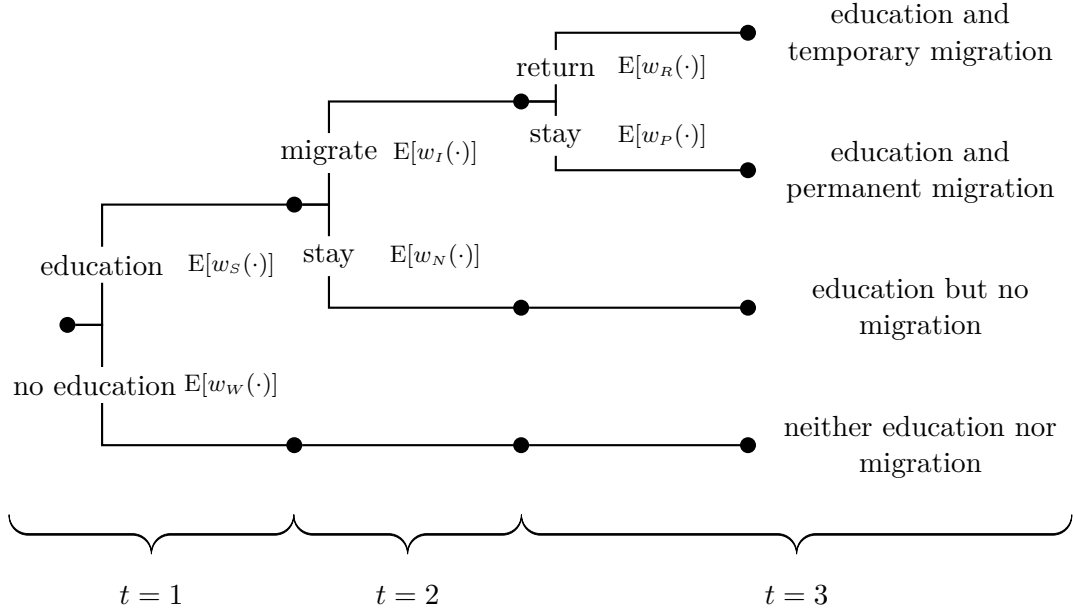 education and
temporary migration
return E[w_R(·)]
stay E[w_P(·)]
education and
permanent migration
migrate E[w_I(·)]
stay E[w_N(·)]
education E[w_S(·)]
education but no
migration
no education E[w_W(·)]
neither education nor
migration
t = 1
t = 2
t = 3